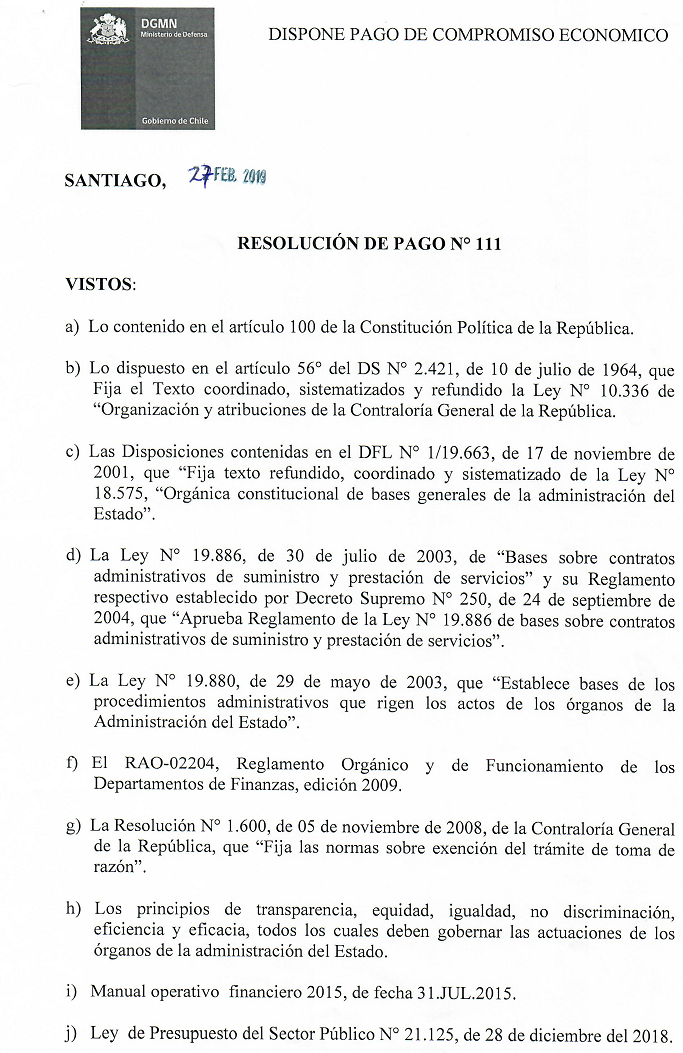 DGMN
Ministerio de Defensa
DISPONE PAGO DE COMPROMISO ECONOMICO
Gobierno de Chile
SANTIAGO, 27 FEB. 2019
RESOLUCIÓN DE PAGO N° 111
VISTOS:
a) Lo contenido en el artículo 100 de la Constitución Política de la República.
b) Lo dispuesto en el artículo 56° del DS N° 2.421, de 10 de julio de 1964, que
Fija el Texto coordinado, sistematizados y refundido la Ley N° 10.336 de
“Organización y atribuciones de la Contraloría General de la República.
c) Las Disposiciones contenidas en el DFL N° 1/19.663, de 17 de noviembre de
2001, que “Fija texto refundido, coordinado y sistematizado de la Ley N°
18.575, “Orgánica constitucional de bases generales de la administración del
Estado”.
d) La Ley N° 19.886, de 30 de julio de 2003, de “Bases sobre contratos
administrativos de suministro y prestación de servicios” y su Reglamento
respectivo establecido por Decreto Supremo N° 250, de 24 de septiembre de
2004, que “Aprueba Reglamento de la Ley N° 19.886 de bases sobre contratos
administrativos de suministro y prestación de servicios”.
e) La Ley N° 19.880, de 29 de mayo de 2003, que “Establece bases de los
procedimientos administrativos que rigen los actos de los órganos de la
Administración del Estado”.
f) El RAO-02204, Reglamento Orgánico y de Funcionamiento de los
Departamentos de Finanzas, edición 2009.
g) La Resolución N° 1.600, de 05 de noviembre de 2008, de la Contraloría General
de la República, que “Fija las normas sobre exención del trámite de toma de
razón”.
h) Los principios de transparencia, equidad, igualdad, no discriminación,
eficiencia y eficacia, todos los cuales deben gobernar las actuaciones de los
órganos de la administración del Estado.
i) Manual operativo financiero 2015, de fecha 31.JUL.2015.
j) Ley de Presupuesto del Sector Público N° 21.125, de 28 de diciembre del 2018.